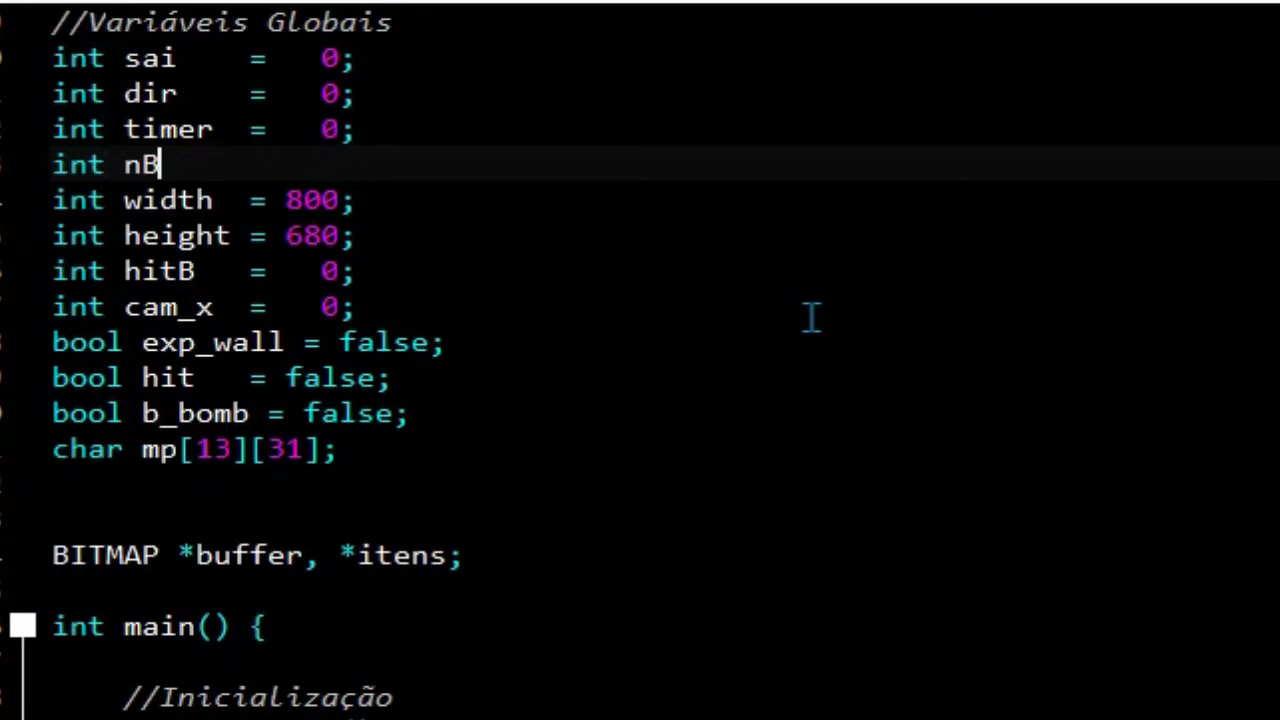 //Variáveis Globais
int sai    =   0;
int dir    =   0;
int timer  =   0;
int nB
int width  = 800;
int height = 680;
int hitB   =   0;
int cam_x  =   0;
bool exp_wall = false;
bool hit   = false;
bool b_bomb = false;
char mp[13][31];
BITMAP *buffer, *itens;
int main() {
//Inicialização